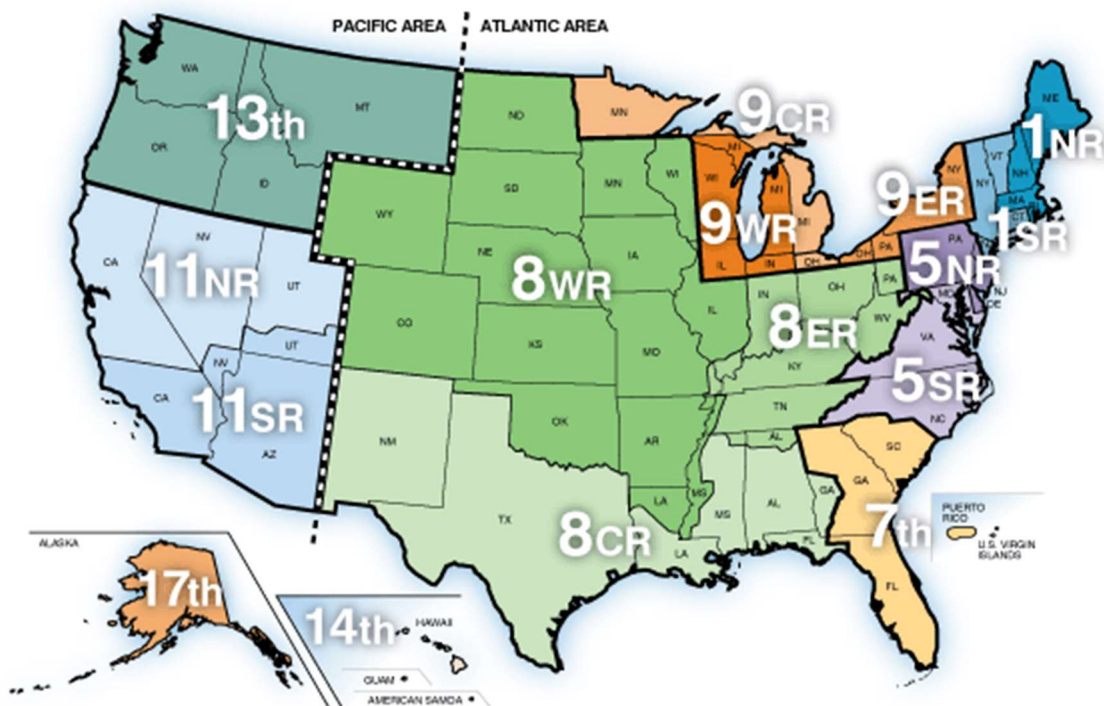 PACIFIC AREA
ATLANTIC AREA
WA
MT
OR
ID
13th
ND
SD
WY
NE
MN
WI
IA
CO
KS
MO
IL
OK
AR
LA
MS
8WR
MN
MI
MI
9CR
WI
MI
IL
IN
9WR
OH
OH
PA
NY
9ER
ME
NH
MA
1NR
VT
NY
CT
1SR
PA
MD
NJ
DE
5NR
VA
NC
5SR
CA
NV
UT
11NR
CA
NV
UT
AZ
11SR
IN
OH
PA
WV
KY
TN
AL
8ER
NM
TX
LA
MS
AL
GA
FL
8CR
SC
GA
FL
7th
PUERTO
RICO
U.S. VIRGIN
ISLANDS
ALASKA
17th
14th
HAWAII
GUAM
AMERICAN SAMOA